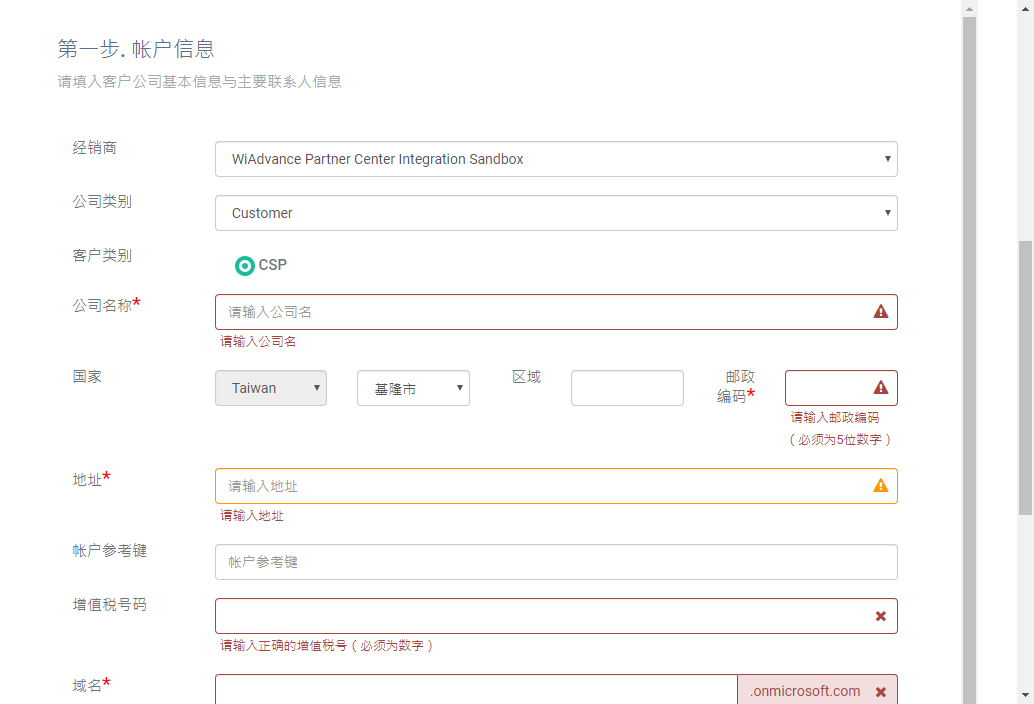 第一步. 帐户信息
请填入客户公司基本信息与主要联系人信息
经销商
WiAdvance Partner Center Integration Sandbox
公司类别
Customer
客户类别
CSP
公司名称*
请输入公司名
请输入公司名
国家
Taiwan
基隆市
区域
邮政
编码*
请输入邮政编码
（必须为5位数字）
地址*
请输入地址
请输入地址
帐户参考键
帐户参考键
增值税号码
请输入正确的增值税号（必须为数字）
域名*
.onmicrosoft.com